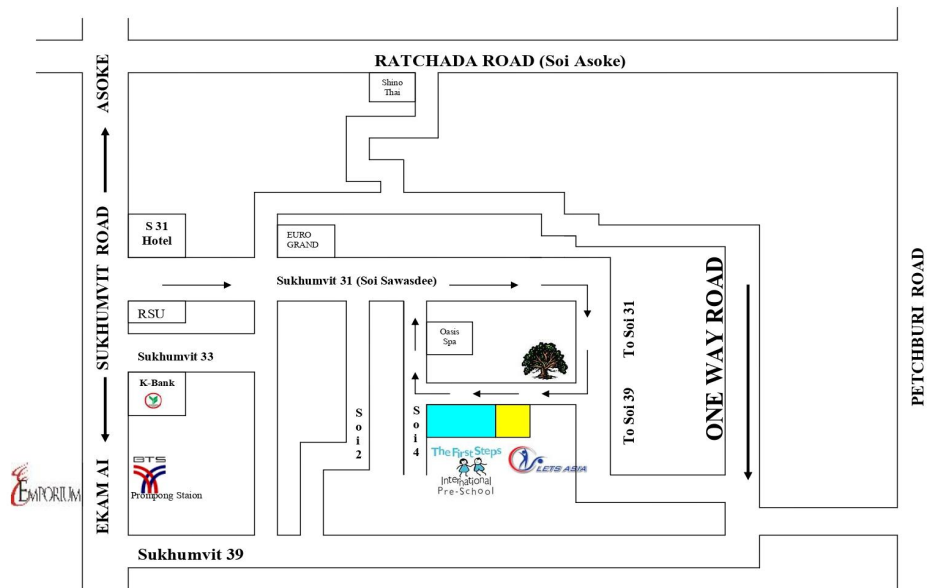 RATCHADA ROAD (Soi Asoke)
ASOKE
Shino
Thai
S 31
Hotel
EURO
GRAND
SUKHUMVIT ROAD
Sukhumvit 31 (Soi Sawasdee)
RSU
Oasis
Spa
To Soi 31
ONE WAY ROAD
PETCHBURI ROAD
Sukhumvit 33
K-Bank
To Soi 39
Soi2
Soi4
EKAM AI
EMPORIUM
BTS
Prompong Staion
The First Steps
International
Pre-School
LETS ASIA
Sukhumvit 39